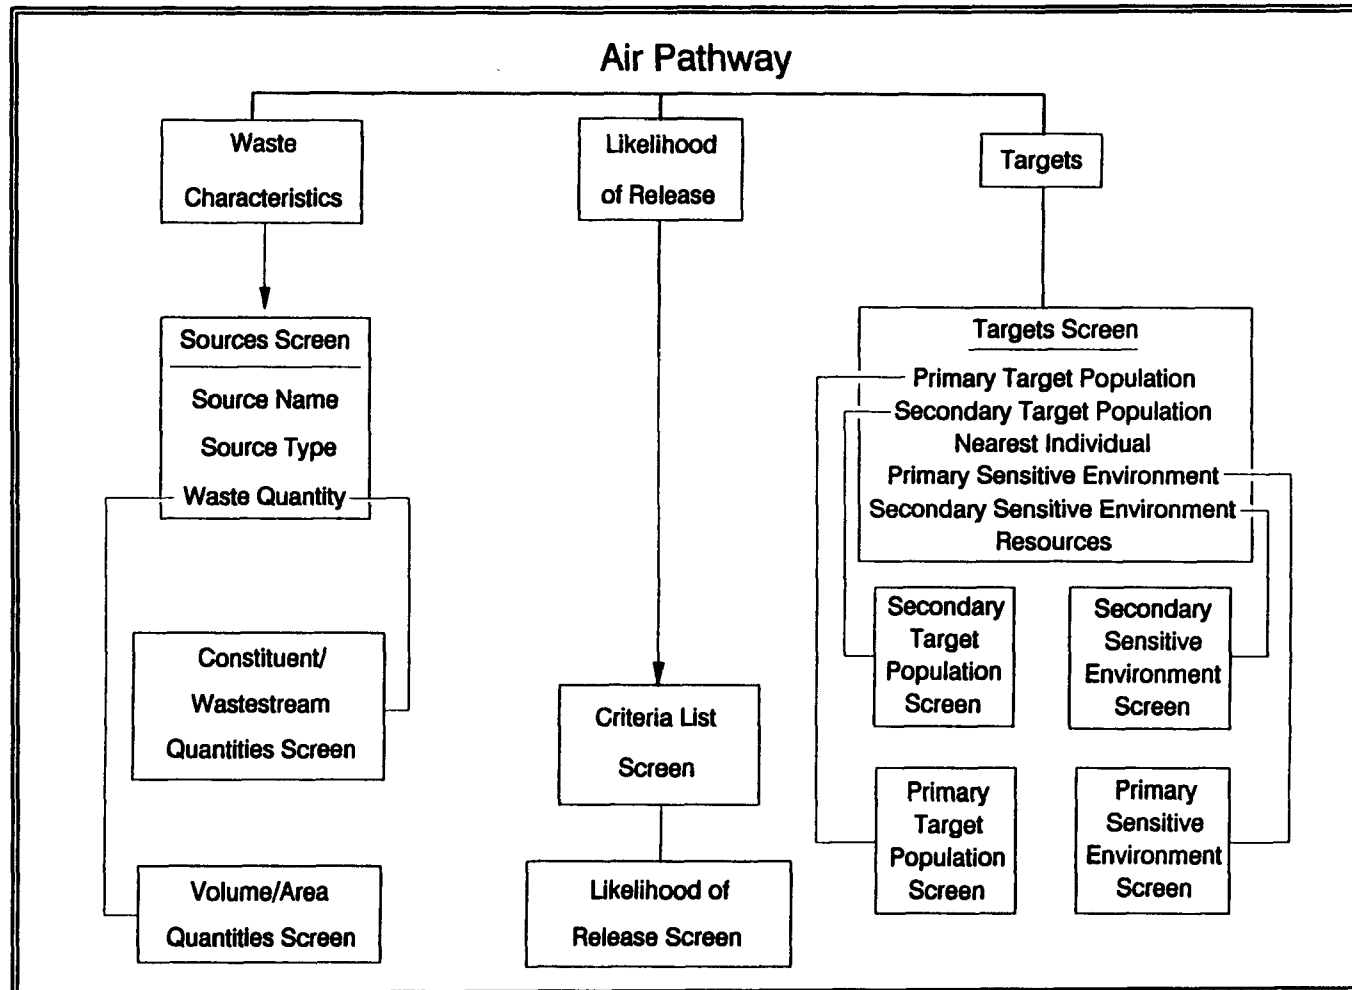 Air Pathway
Waste
Characteristics
Likelihood
of Release
Targets
Sources Screen
Source Name
Source Type
Waste Quantity
Constituent/
Wastestream
Quantities Screen
Volume/Area
Quantities Screen
Criteria List
Screen
Likelihood of
Release Screen
Targets Screen
Primary Target Population
Secondary Target Population
Nearest Individual
Primary Sensitive Environment
Secondary Sensitive Environment
Resources
Secondary
Target
Population
Screen
Secondary
Sensitive
Environment
Screen
Primary
Target
Population
Screen
Primary
Sensitive
Environment
Screen